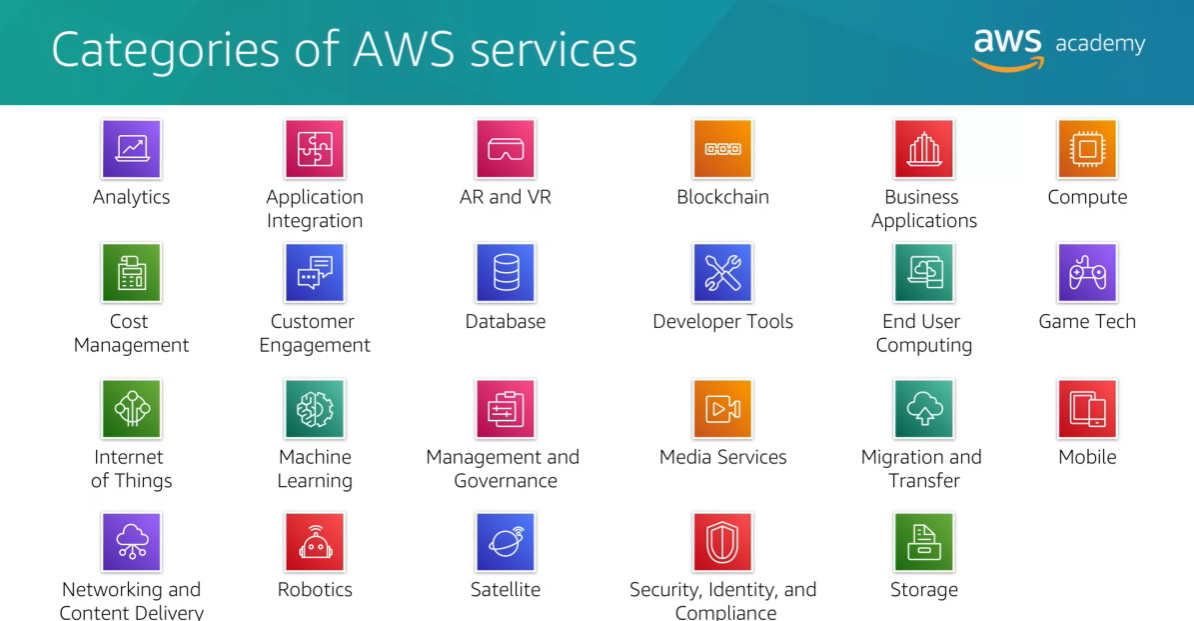 Categories of AWS services
aws academy
Analytics
Application
Integration
AR and VR
Blockchain
Business
Applications
Compute
Cost
Management
Customer
Engagement
Database
Developer Tools
End User
Computing
Game Tech
Internet
of Things
Machine
Learning
Management and
Governance
Media Services
Migration and
Transfer
Mobile
Networking and
Content Delivery
Robotics
Satellite
Security, Identity, and
Compliance
Storage